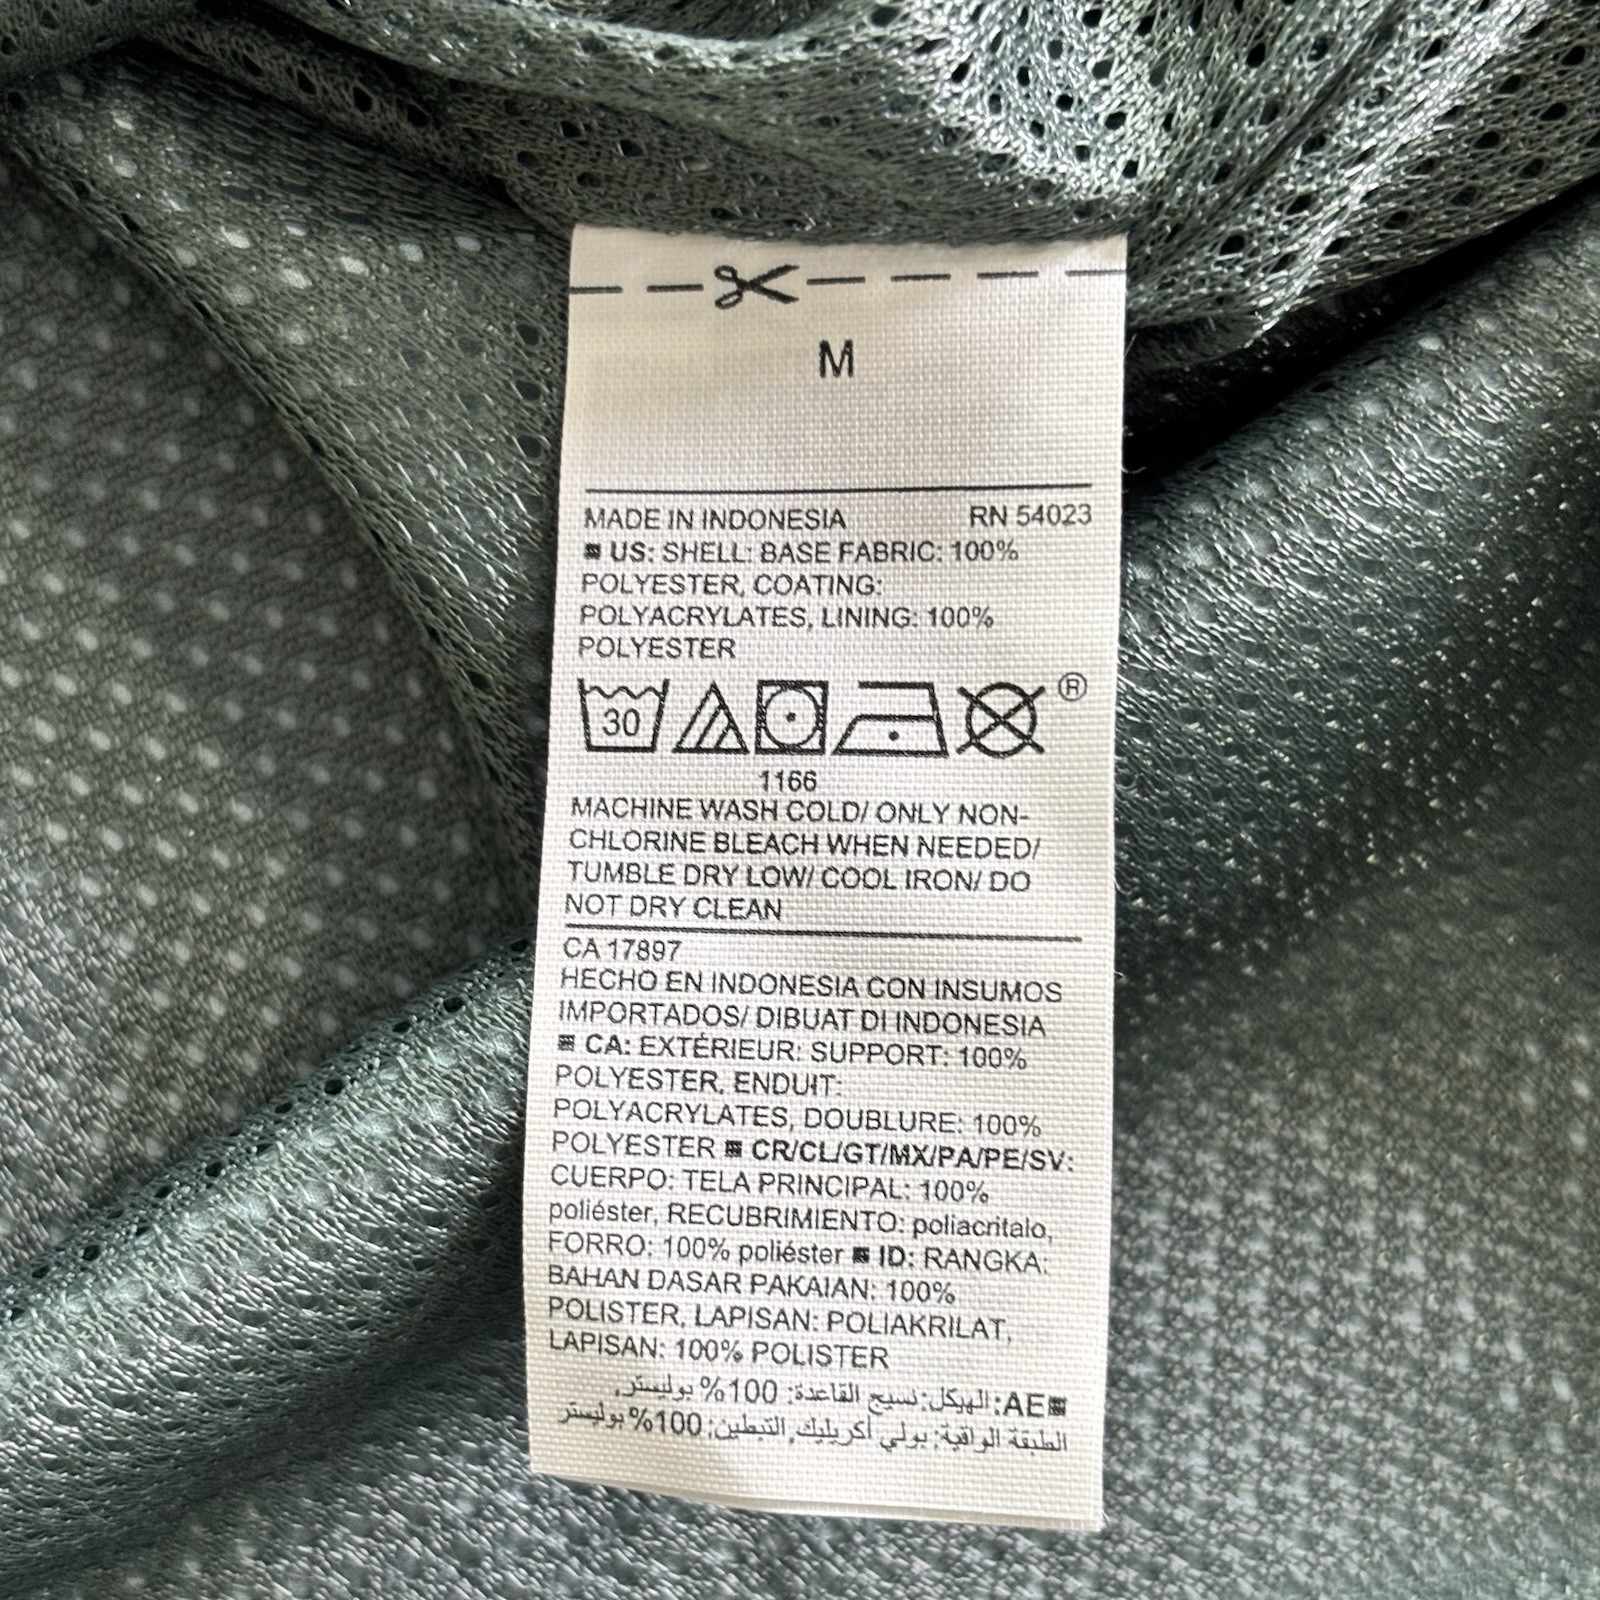 M
MADE IN INDONESIA RN 54023
US: SHELL: BASE FABRIC: 100%
POLYESTER, COATING:
POLYACRYLATES, LINING: 100%
POLYESTER
30 ®
1166
MACHINE WASH COLD/ ONLY NON-
CHLORINE BLEACH WHEN NEEDED/
TUMBLE DRY LOW/ COOL IRON/ DO
NOT DRY CLEAN
CA 17897
HECHO EN INDONESIA CON INSUMOS
IMPORTADOS/ DIBUAT DI INDONESIA
CA: EXTÉRIEUR: SUPPORT: 100%
POLYESTER, ENDUIT:
POLYACRYLATES, DOUBLURE: 100%
POLYESTER ■ CR/CL/GT/MX/PA/PE/SV:
CUERPO: TELA PRINCIPAL: 100%
poliéster, RECUBRIMIENTO: poliacritalo,
FORRO: 100% poliéster ■ ID: RANGKA:
BAHAN DASAR PAKAIAN: 100%
POLISTER, LAPISAN: POLIAKRILAT,
LAPISAN: 100% POLISTER
AE: الهيكل: نسيج القاعدة: 100% بوليستر,
الطبقة الواقية: بولي أكريليك, التبطين: 100% بوليستر